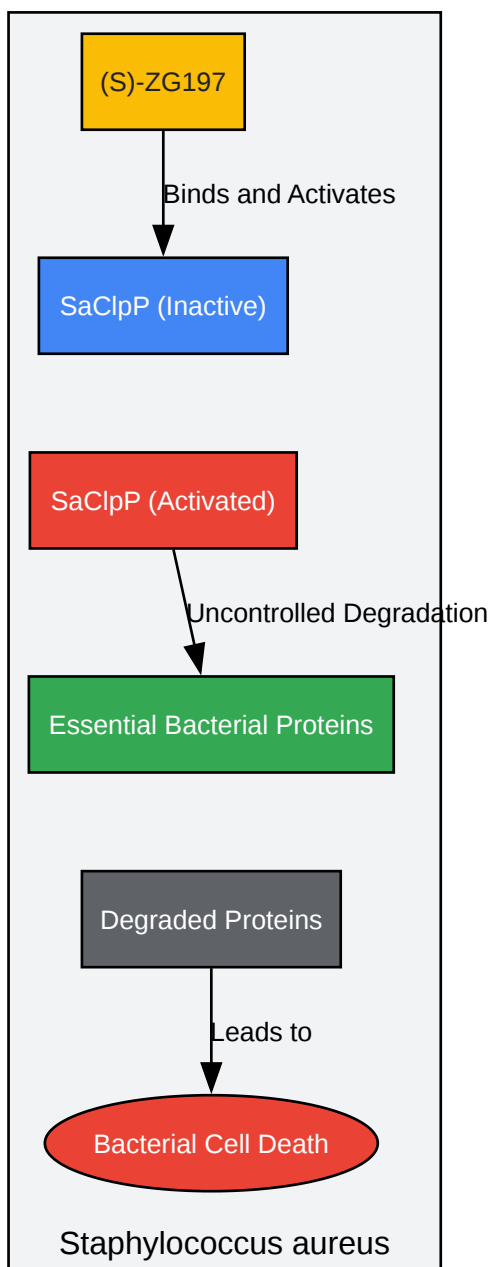 (S)-ZG197
Binds and Activates
SaClpP (Inactive)
SaClpP (Activated)
Uncontrolled Degradation
Essential Bacterial Proteins
Degraded Proteins
Leads to
Bacterial Cell Death
Staphylococcus aureus